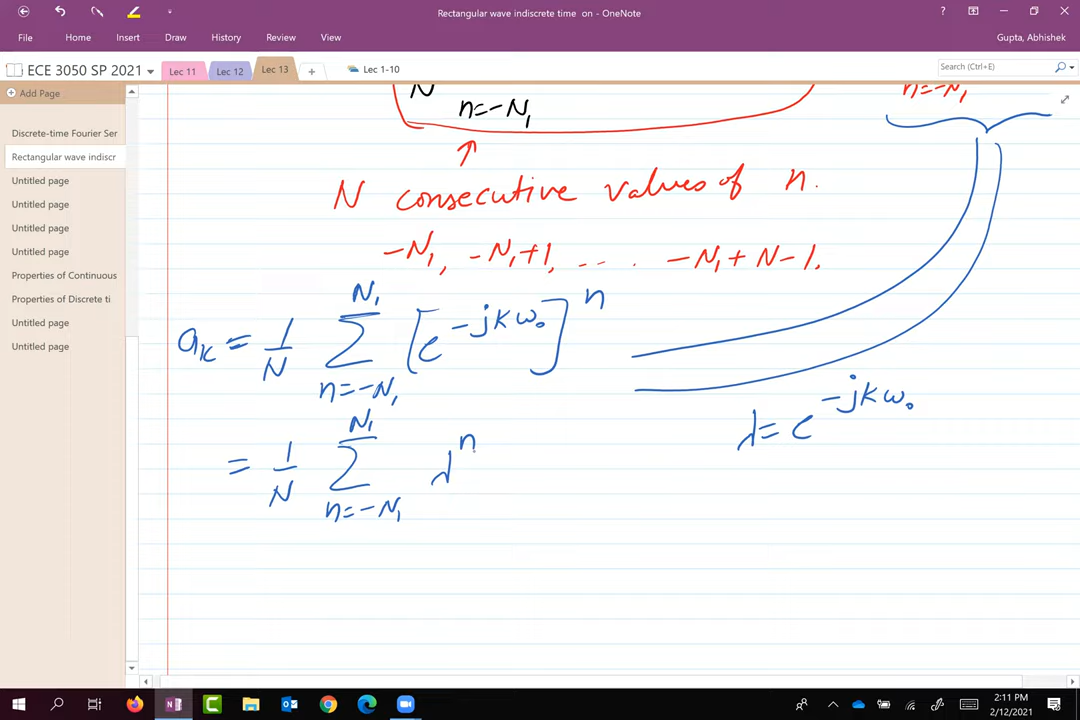 Rectangular wave indiscrete time on - OneNote
Gupta, Abhishek
File Home Insert Draw History Review View
ECE 3050 SP 2021 Lec 11 Lec 12 Lec 13 + Lec 1-10 Search (Ctrl+E)
Add Page
Discrete-time Fourier Ser
Rectangular wave indiscr
Untitled page
Untitled page
Untitled page
Untitled page
Properties of Continuous
Properties of Discrete ti
Untitled page
Untitled page
N n=-N₁
n=-N₁
N consecutive values of n.
-N₁, -N₁+1, ... . -N₁+N-1.
aₖ = 1/N Σ_{n=-N₁}^{N₁} [e^{-jkω₀}]^n
λ = e^{-jkω₀}
= 1/N Σ_{n=-N₁}^{N₁} λ^n
2:11 PM
2/12/2021